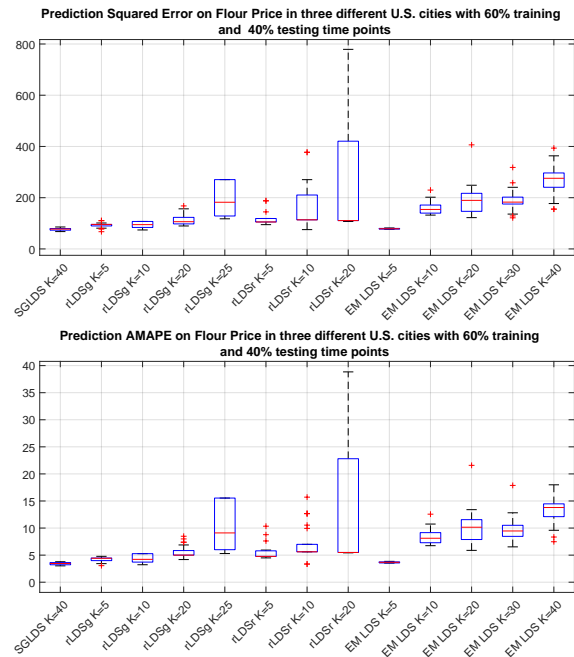 Prediction Squared Error on Flour Price in three different U.S. cities with 60% training
and 40% testing time points
800
600
400
200
0
SGLDS K=40
rLDSg K=5
rLDSg K=10
rLDSg K=20
rLDSg K=25
rLDSr K=5
rLDSr K=10
rLDSr K=20
EM LDS K=5
EM LDS K=10
EM LDS K=20
EM LDS K=30
EM LDS K=40
Prediction AMAPE on Flour Price in three different U.S. cities with 60% training
and 40% testing time points
40
35
30
25
20
15
10
5
0
SGLDS K=40
rLDSg K=5
rLDSg K=10
rLDSg K=20
rLDSg K=25
rLDSr K=5
rLDSr K=10
rLDSr K=20
EM LDS K=5
EM LDS K=10
EM LDS K=20
EM LDS K=30
EM LDS K=40